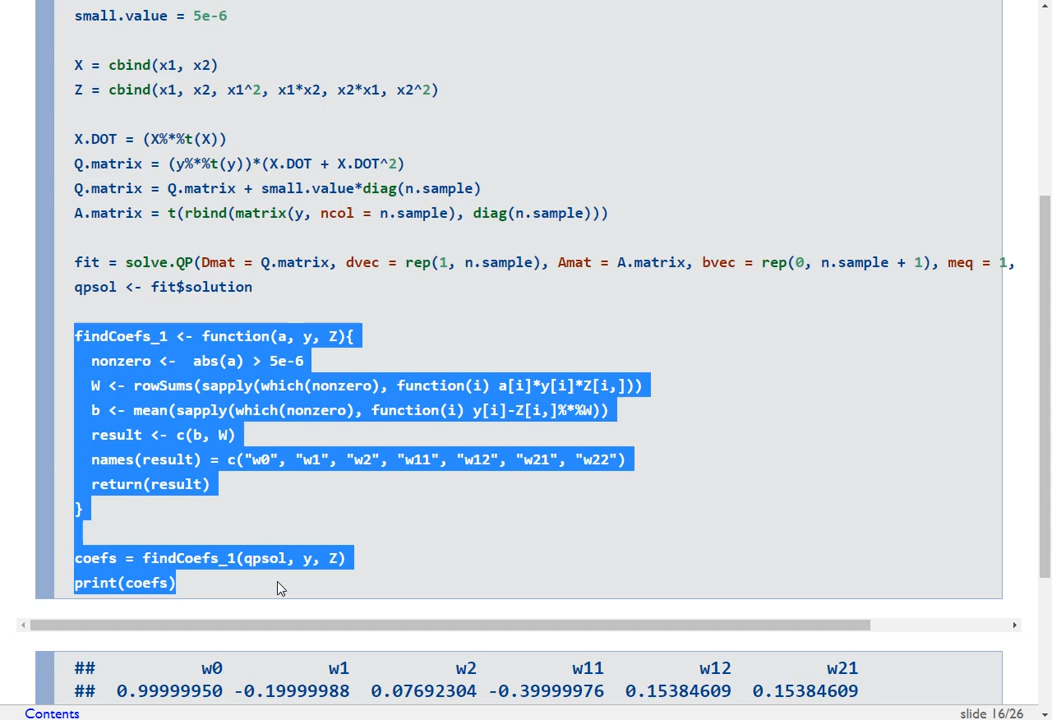 small.value = 5e-6
X = cbind(x1, x2)
Z = cbind(x1, x2, x1^2, x1*x2, x2*x1, x2^2)
X.DOT = (X%*%t(X))
Q.matrix = (y%*%t(y))*(X.DOT + X.DOT^2)
Q.matrix = Q.matrix + small.value*diag(n.sample)
A.matrix = t(rbind(matrix(y, ncol = n.sample), diag(n.sample)))
fit = solve.QP(Dmat = Q.matrix, dvec = rep(1, n.sample), Amat = A.matrix, bvec = rep(0, n.sample + 1), meq = 1,
qpsol <- fit$solution
findCoefs_1 <- function(a, y, Z){
  nonzero <-  abs(a) > 5e-6
  W <- rowSums(sapply(which(nonzero), function(i) a[i]*y[i]*Z[i,]))
  b <- mean(sapply(which(nonzero), function(i) y[i]-Z[i,]%*%W))
  result <- c(b, W)
  names(result) = c("w0", "w1", "w2", "w11", "w12", "w21", "w22")
  return(result)
}
coefs = findCoefs_1(qpsol, y, Z)
print(coefs)
## w0 w1 w2 w11 w12 w21
## 0.99999950 -0.19999988 0.07692304 -0.39999976 0.15384609 0.15384609
Contents slide 16/26